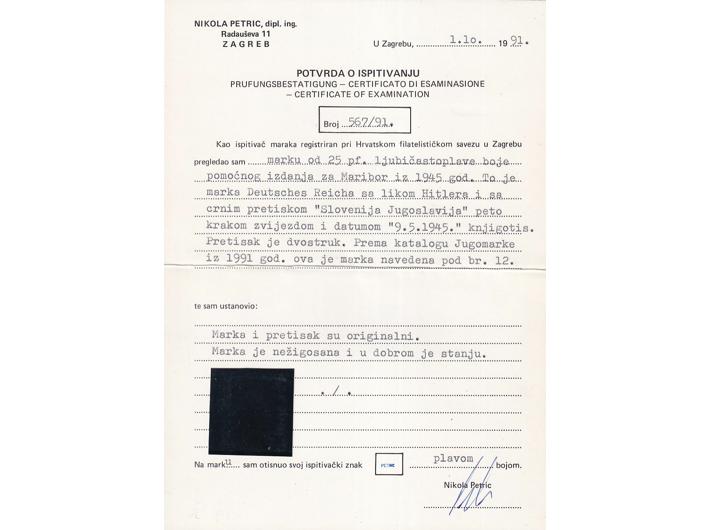 NIKOLA PETRIC, dipl. ing.
Radauševa 11
ZAGREB
U Zagrebu, 1.10. 1991.
POTVRDA O ISPITIVANJU
PRUFUNGSBESTATIGUNG – CERTIFICATO DI ESAMINASIONE
– CERTIFICATE OF EXAMINATION
Broj 567/91.
Kao ispitivač maraka registriran pri Hrvatskom filatelističkom savezu u Zagrebu
pregledao sam marku od 25 pf. ljubičastoplave boje
pomoćnog izdanja za Maribor iz 1945 god. To je
marka Deutsches Reicha sa likom Hitlera i sa
crnim pretiskom "Slovenija Jugoslavija" peto
krakom zvijezdom i datumom "9.5.1945." knjigotis.
Pretisak je dvostruk. Prema katalogu Jugomarke
iz 1991 god. ova je marka navedena pod br. 12.
te sam ustanovio:
Marka i pretisak su originalni.
Marka je nežigosana i u dobrom je stanju.
./.
Na marku sam otisnuo svoj ispitivački znak PETRIC plavom bojom.
Nikola Petric